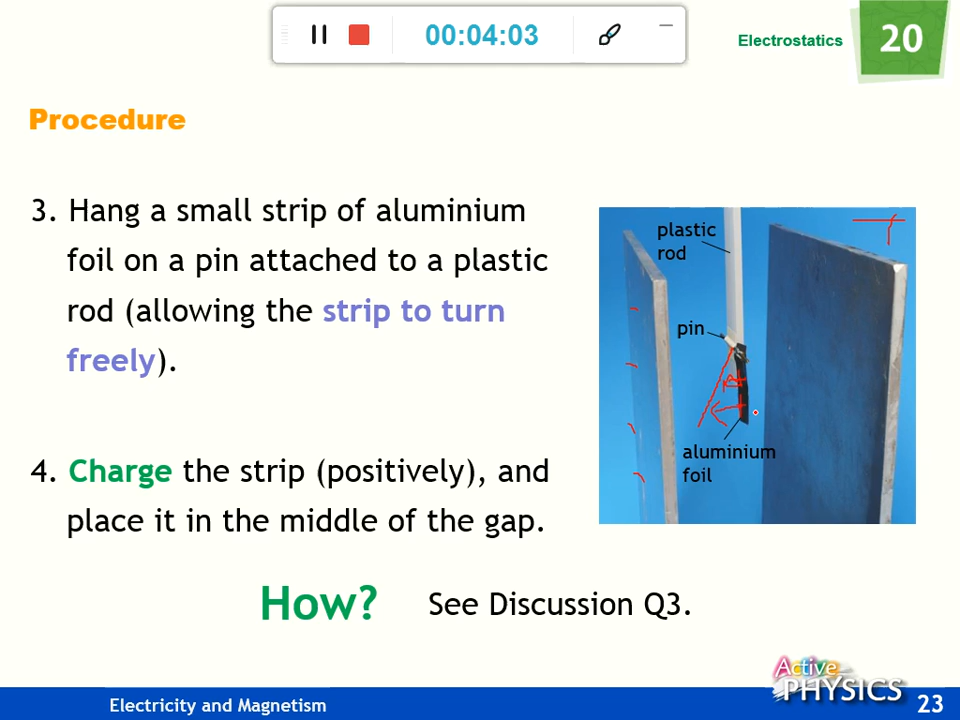 00:04:03
Electrostatics
20
Procedure
3. Hang a small strip of aluminium
foil on a pin attached to a plastic
rod (allowing the strip to turn
freely).
plastic
rod
pin
aluminium
foil
4. Charge the strip (positively), and
place it in the middle of the gap.
How? See Discussion Q3.
Active
PHYSICS
Electricity and Magnetism
23